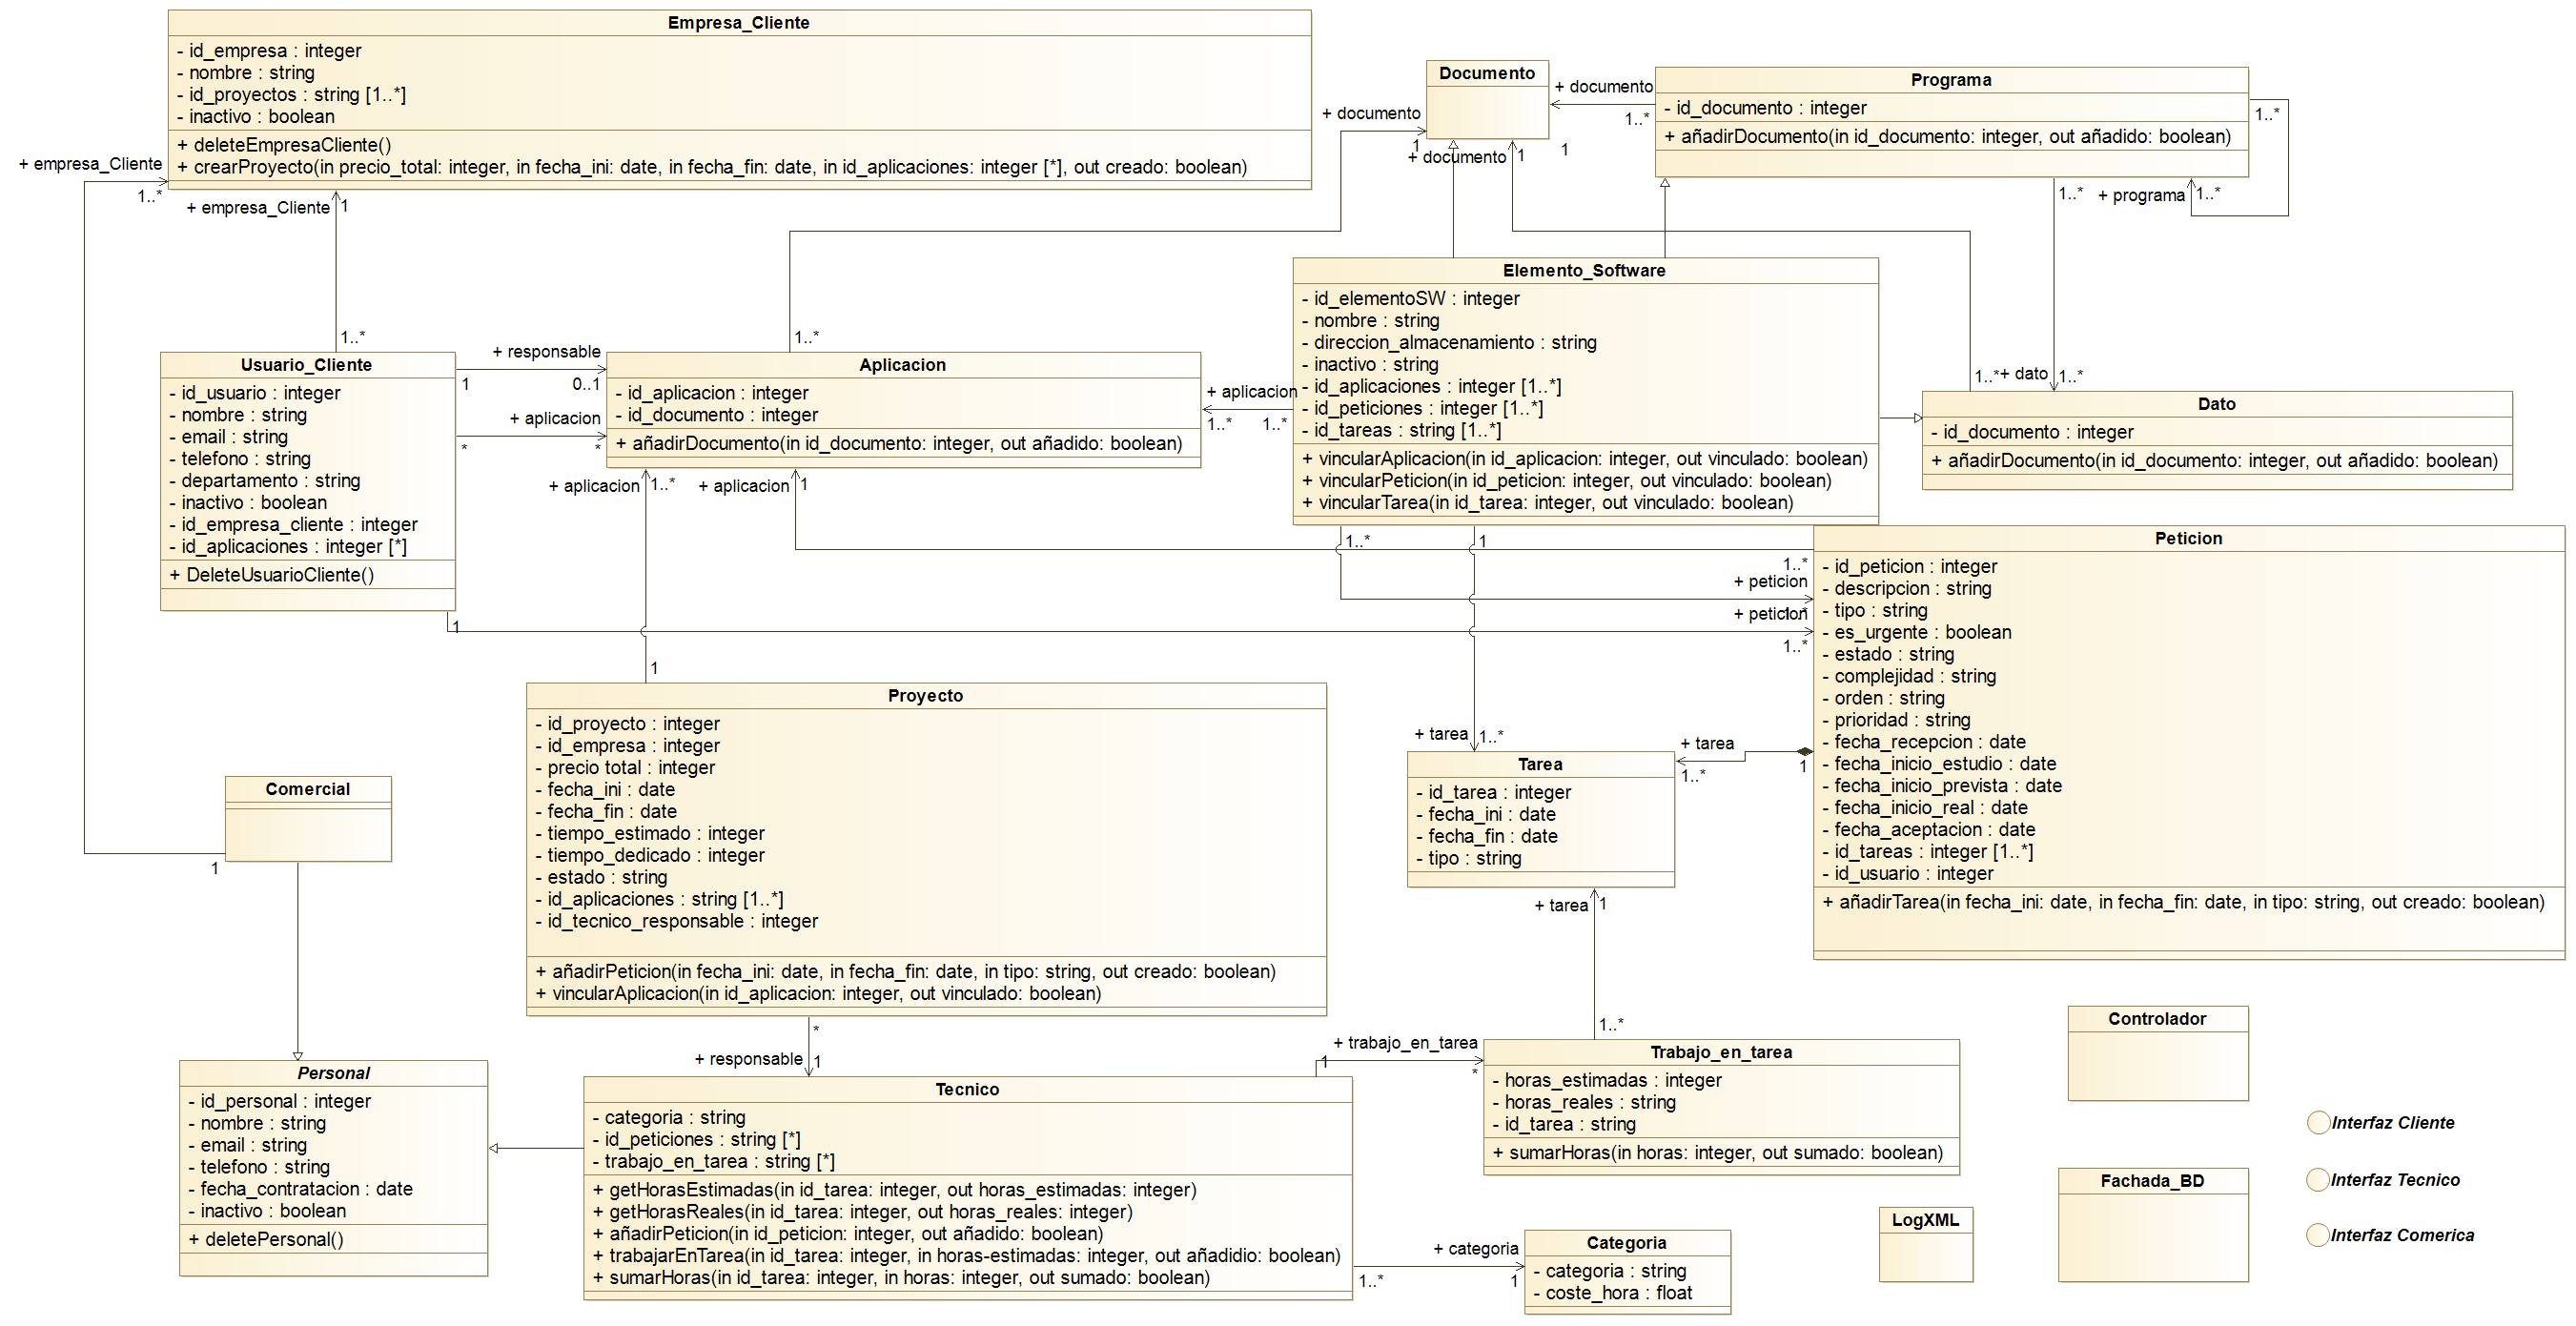 Empresa_Cliente
- id_empresa : integer
- nombre : string
- id_proyectos : string [1..*]
- inactivo : boolean
+ deleteEmpresaCliente()
+ crearProyecto(in precio_total: integer, in fecha_ini: date, in fecha_fin: date, in id_aplicaciones: integer [*], out creado: boolean)
+ empresa_Cliente
1..*
+ empresa_Cliente
1
1..*
Documento
+ documento
1
+ documento
1
+ documento
1..*
1
Programa
- id_documento : integer
+ añadirDocumento(in id_documento: integer, out añadido: boolean)
1..*
+ programa
1..*
1..*
Elemento_Software
- id_elementoSW : integer
- nombre : string
- direccion_almacenamiento : string
- inactivo : string
- id_aplicaciones : integer [1..*]
- id_peticiones : integer [1..*]
- id_tareas : string [1..*]
+ vincularAplicacion(in id_aplicacion: integer, out vinculado: boolean)
+ vincularPeticion(in id_peticion: integer, out vinculado: boolean)
+ vincularTarea(in id_tarea: integer, out vinculado: boolean)
Usuario_Cliente
- id_usuario : integer
- nombre : string
- email : string
- telefono : string
- departamento : string
- inactivo : boolean
- id_empresa_cliente : integer
- id_aplicaciones : integer [*]
+ DeleteUsuarioCliente()
+ responsable
1
0..1
+ aplicacion
*
*
1..*
Aplicacion
- id_aplicacion : integer
- id_documento : integer
+ añadirDocumento(in id_documento: integer, out añadido: boolean)
+ aplicacion
1..*
1..*
+ aplicacion
1..*
+ aplicacion
1
1..*
+ dato
1..*
Dato
- id_documento : integer
+ añadirDocumento(in id_documento: integer, out añadido: boolean)
1..*
1
1..*
+ peticion
1..*
+ peticion
1..*
1
1
Peticion
- id_peticion : integer
- descripcion : string
- tipo : string
- es_urgente : boolean
- estado : string
- complejidad : string
- orden : string
- prioridad : string
- fecha_recepcion : date
- fecha_inicio_estudio : date
- fecha_inicio_prevista : date
- fecha_inicio_real : date
- fecha_aceptacion : date
- id_tareas : integer [1..*]
- id_usuario : integer
+ añadirTarea(in fecha_ini: date, in fecha_fin: date, in tipo: string, out creado: boolean)
Proyecto
- id_proyecto : integer
- id_empresa : integer
- precio total : integer
- fecha_ini : date
- fecha_fin : date
- tiempo_estimado : integer
- tiempo_dedicado : integer
- estado : string
- id_aplicaciones : string [1..*]
- id_tecnico_responsable : integer
+ añadirPeticion(in fecha_ini: date, in fecha_fin: date, in tipo: string, out creado: boolean)
+ vincularAplicacion(in id_aplicacion: integer, out vinculado: boolean)
+ tarea
1..*
+ tarea
1..*
1
Tarea
- id_tarea : integer
- fecha_ini : date
- fecha_fin : date
- tipo : string
+ tarea
1
1..*
Comercial
1
Personal
- id_personal : integer
- nombre : string
- email : string
- telefono : string
- fecha_contratacion : date
- inactivo : boolean
+ deletePersonal()
*
+ responsable
1
Tecnico
- categoria : string
- id_peticiones : string [*]
- trabajo_en_tarea : string [*]
+ getHorasEstimadas(in id_tarea: integer, out horas_estimadas: integer)
+ getHorasReales(in id_tarea: integer, out horas_reales: integer)
+ añadirPeticion(in id_peticion: integer, out añadido: boolean)
+ trabajarEnTarea(in id_tarea: integer, in horas-estimadas: integer, out añadidio: boolean)
+ sumarHoras(in id_tarea: integer, in horas: integer, out sumado: boolean)
+ trabajo_en_tarea
1
*
Trabajo_en_tarea
- horas_estimadas : integer
- horas_reales : string
- id_tarea : string
+ sumarHoras(in horas: integer, out sumado: boolean)
+ categoria
1..*
1
Categoria
- categoria : string
- coste_hora : float
Controlador
Interfaz Cliente
Fachada_BD
Interfaz Tecnico
LogXML
Interfaz Comerica